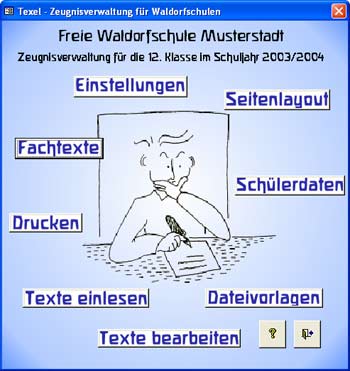 Texel - Zeugnisverwaltung für Waldorfschulen
Freie Waldorfschule Musterstadt
Zeugnisverwaltung für die 12. Klasse im Schuljahr 2003/2004
Einstellungen
Seitenlayout
Fachtexte
Schülerdaten
Drucken
Texte einlesen
Dateivorlagen
Texte bearbeiten
?